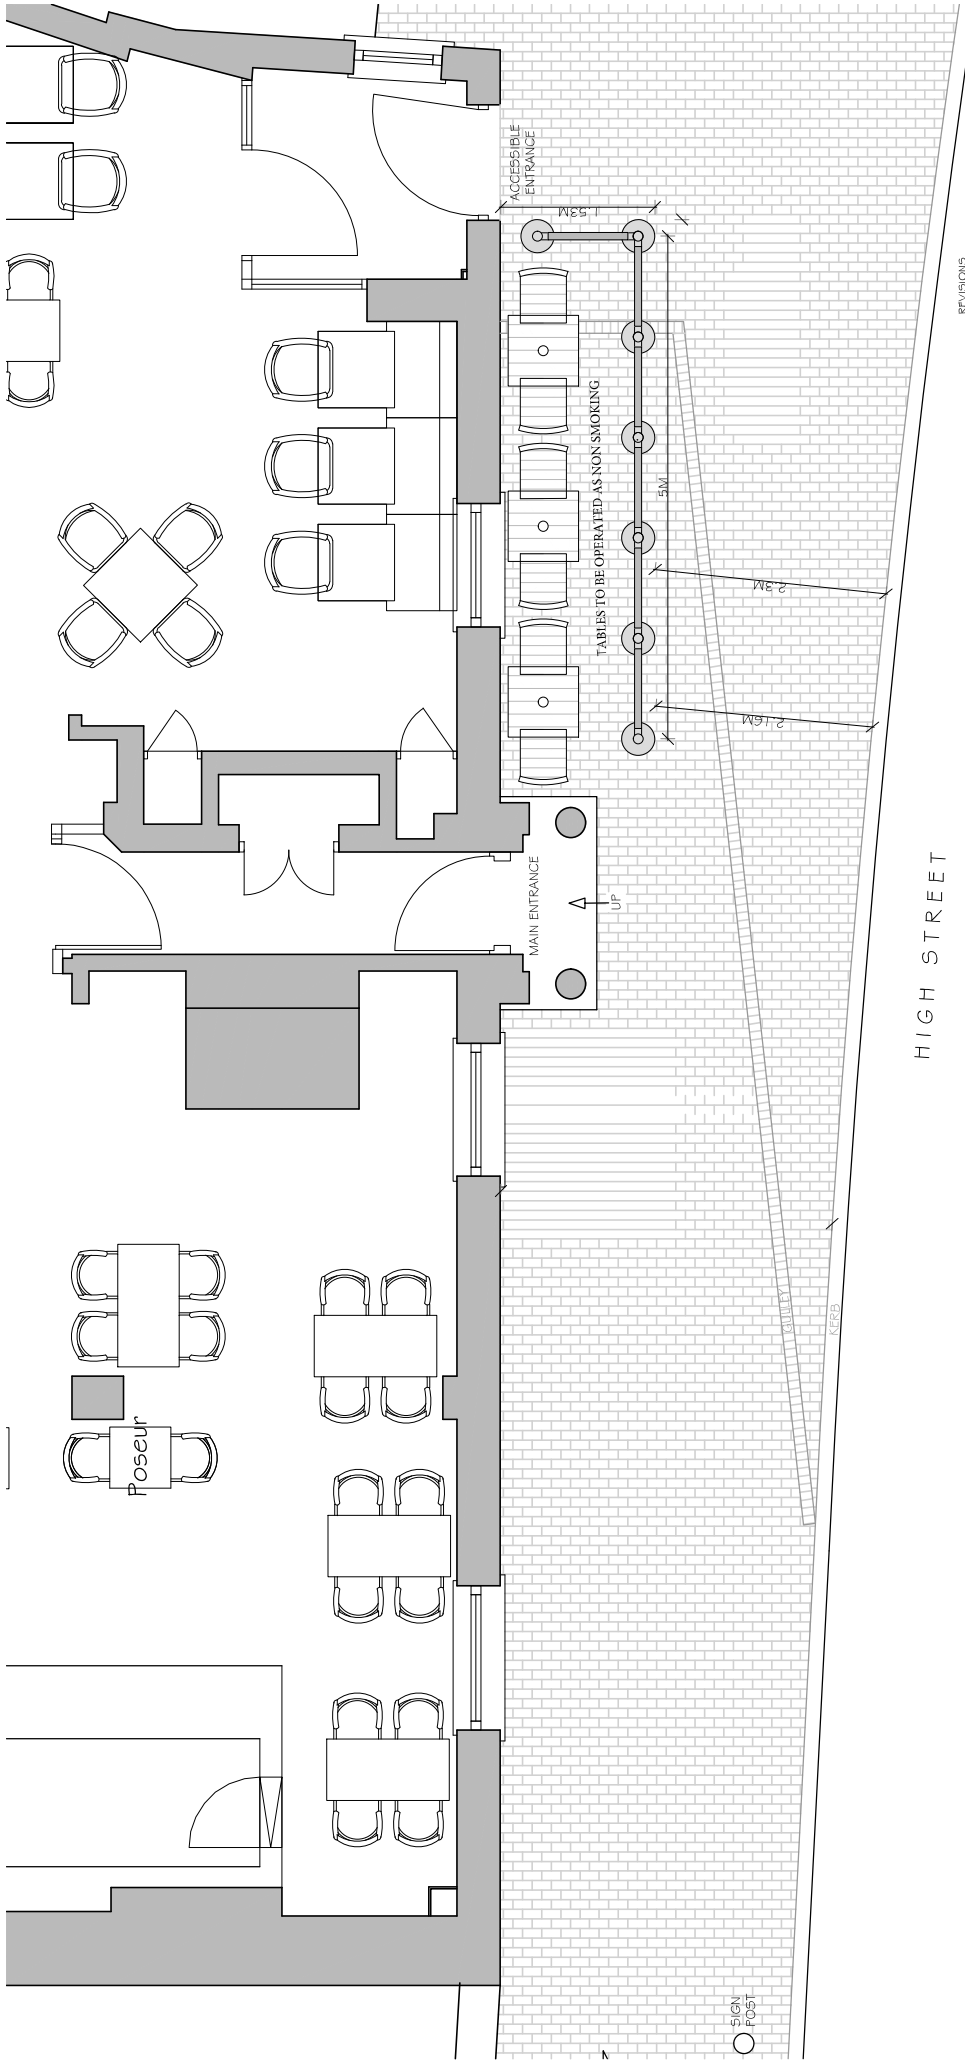 ACCESSIBLE
ENTRANCE
1.53M
REVISIONS
TABLES TO BE OPERATED AS NON SMOKING
5M
2.3M
2.16M
MAIN ENTRANCE
UP
HIGH STREET
GULLEY
KERB
Poseur
SIGN
POST